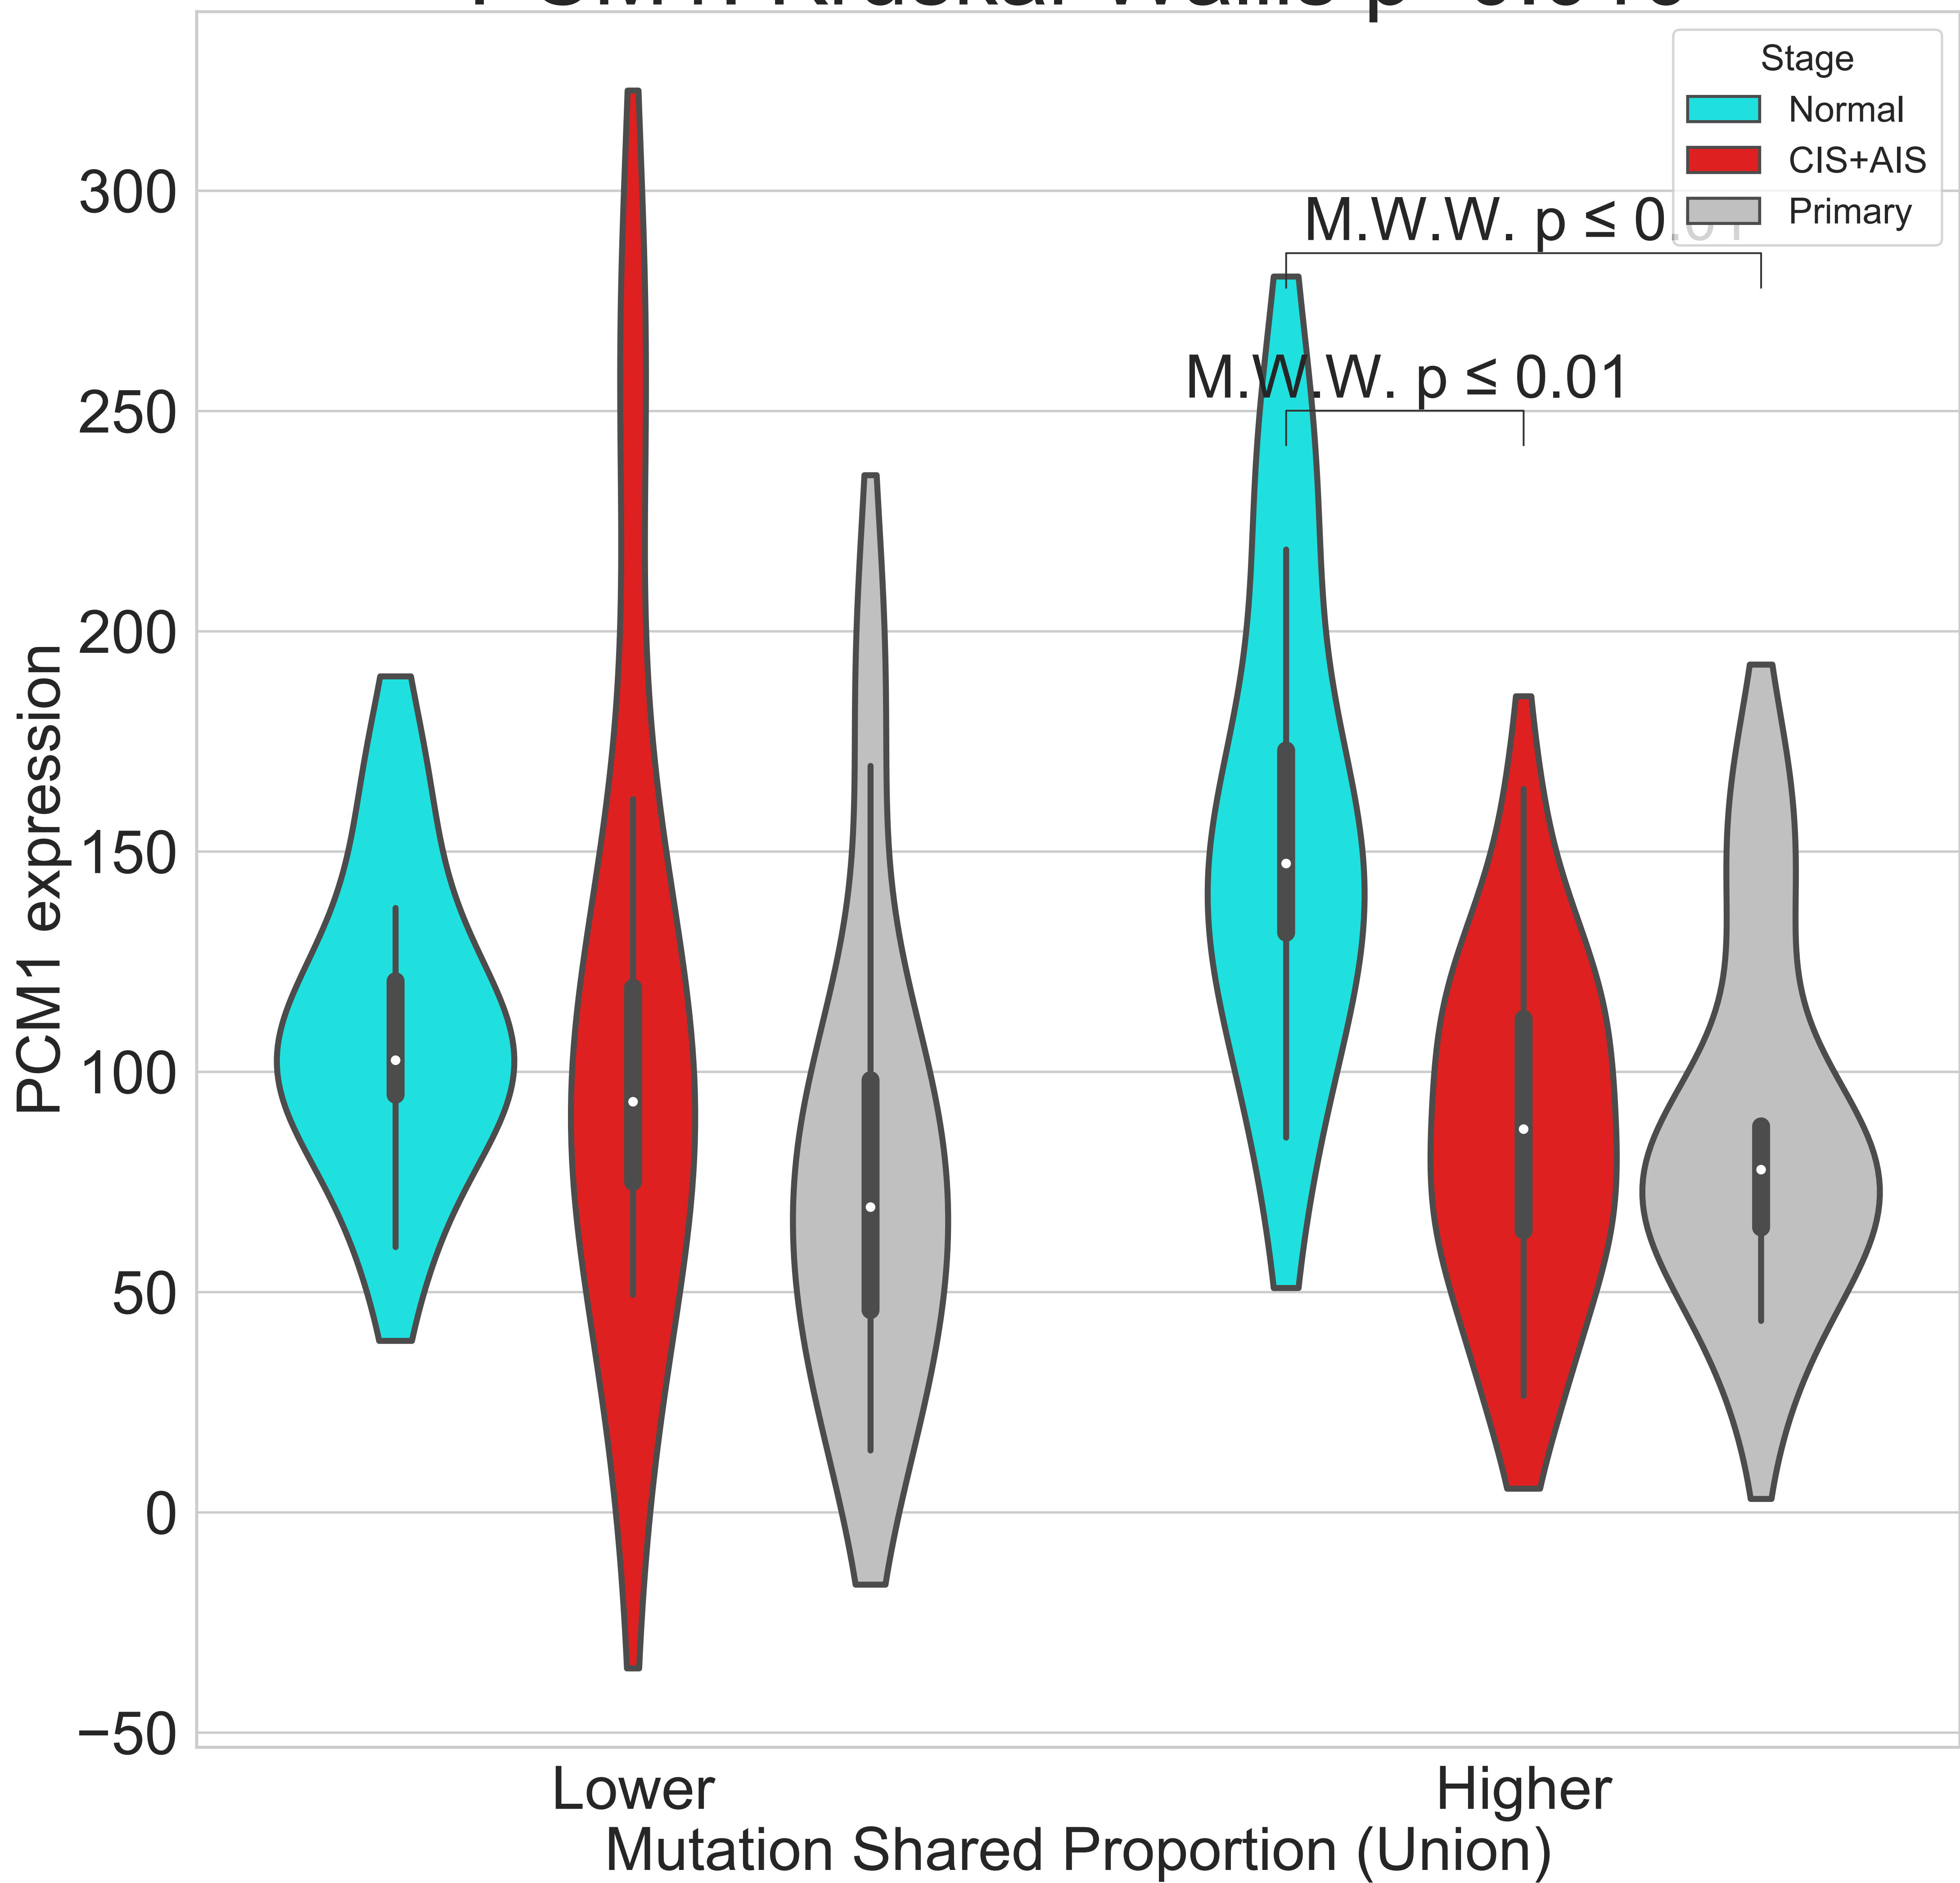 Stage
Normal
CIS+AIS
Primary
300
250
200
150
100
50
0
−50
PCM1 expression
M.W.W. p ≤ 0.01
M.W.W. p ≤ 0.01
Lower
Higher
Mutation Shared Proportion (Union)